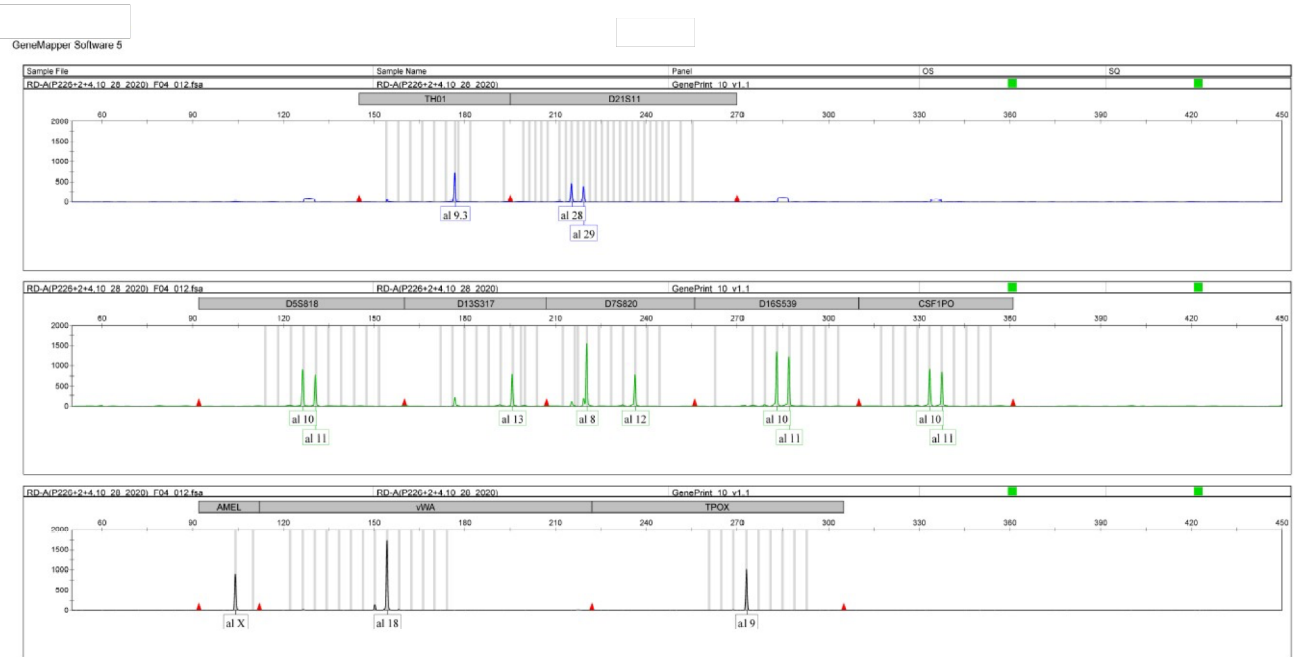 GeneMapper Software 5
Sample File Sample Name Panel OS SQ
RD-A(P226+2+4.10_28_2020)_F04_012.fsa RD-A(P226+2+4.10_28_2020) GenePrint_10_v1.1
TH01 D21S11
60 90 120 150 180 210 240 270 300 330 360 390 420 450
2000
1500
1000
500
0
al 9.3 al 28
al 29
RD-A(P226+2+4.10_28_2020)_F04_012.fsa RD-A(P226+2+4.10_28_2020) GenePrint_10_v1.1
D5S818 D13S317 D7S820 D16S539 CSF1PO
60 90 120 150 180 210 240 270 300 330 360 390 420 450
2000
1500
1000
500
0
al 10 al 13 al 8 al 12 al 10 al 10
al 11 al 11 al 11
RD-A(P226+2+4.10_28_2020)_F04_012.fsa RD-A(P226+2+4.10_28_2020) GenePrint_10_v1.1
AMEL vWA TPOX
60 90 120 150 180 210 240 270 300 330 360 390 420 450
2000
1500
1000
500
0
al X al 18 al 9